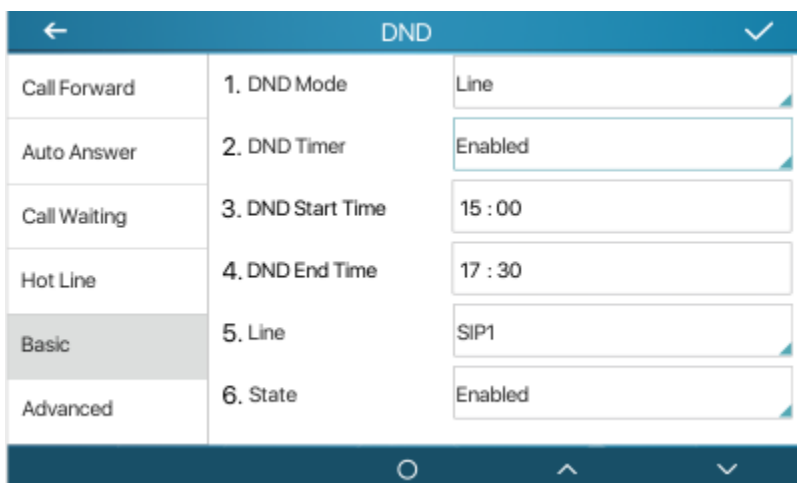 DND
Call Forward
1. DND Mode
Line
Auto Answer
2. DND Timer
Enabled
Call Waiting
3. DND Start Time
15 : 00
Hot Line
4. DND End Time
17 : 30
Basic
5. Line
SIP1
Advanced
6. State
Enabled